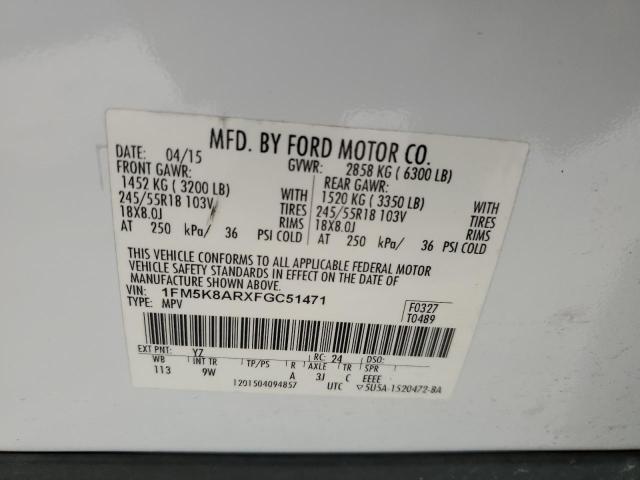 MFD. BY FORD MOTOR CO.
DATE: 04/15 GVWR: 2858 KG ( 6300 LB)
FRONT GAWR: REAR GAWR:
1452 KG ( 3200 LB) WITH 1520 KG ( 3350 LB) WITH
245/55R18 103V TIRES 245/55R18 103V TIRES
18X8.0J RIMS 18X8.0J RIMS
AT 250 kPa/ 36 PSI COLD AT 250 kPa/ 36 PSI COLD
THIS VEHICLE CONFORMS TO ALL APPLICABLE FEDERAL MOTOR
VEHICLE SAFETY STANDARDS IN EFFECT ON THE DATE OF
MANUFACTURE SHOWN ABOVE.
VIN: 1FM5K8ARXFGC51471 F0327
TYPE: MPV T0489
EXT PNT: YZ RC: 24 DSO:
WB INT TR TP/PS R AXLE TR SPR
113 9W A 3J C EEEE
1201504094857 UTC ▽5U5A-1520472-BA